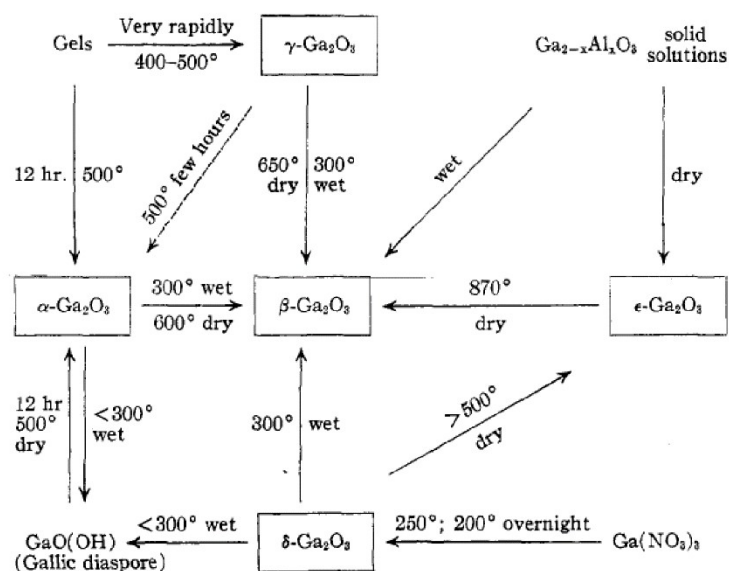 Gels
Very rapidly
400–500°
γ-Ga₂O₃
Ga₂₋ₓAlₓO₃ solid
solutions
12 hr. 500°
500° few hours
650° 300°
dry wet
wet
dry
α-Ga₂O₃
300° wet
600° dry
β-Ga₂O₃
870°
dry
ε-Ga₂O₃
12 hr
500°
dry
<300°
wet
300° wet
>500°
dry
GaO(OH)
(Gallic diaspore)
<300° wet
δ-Ga₂O₃
250°; 200° overnight
Ga(NO₃)₃